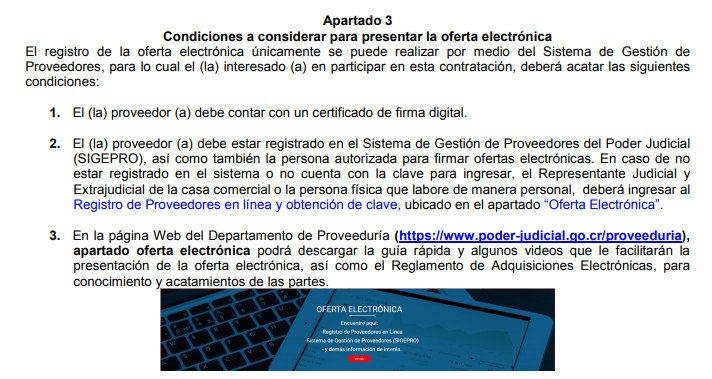 Apartado 3
Condiciones a considerar para presentar la oferta electrónica
El registro de la oferta electrónica únicamente se puede realizar por medio del Sistema de Gestión de
Proveedores, para lo cual el (la) interesado (a) en participar en esta contratación, deberá acatar las siguientes
condiciones:
1. El (la) proveedor (a) debe contar con un certificado de firma digital.
2. El (la) proveedor (a) debe estar registrado en el Sistema de Gestión de Proveedores del Poder Judicial
(SIGEPRO), así como también la persona autorizada para firmar ofertas electrónicas. En caso de no
estar registrado en el sistema o no cuenta con la clave para ingresar, el Representante Judicial y
Extrajudicial de la casa comercial o la persona física que labore de manera personal, deberá ingresar al
Registro de Proveedores en línea y obtención de clave, ubicado en el apartado “Oferta Electrónica”.
3. En la página Web del Departamento de Proveeduría (https://www.poder-judicial.go.cr/proveeduria),
apartado oferta electrónica podrá descargar la guía rápida y algunos videos que le facilitarán la
presentación de la oferta electrónica, así como el Reglamento de Adquisiciones Electrónicas, para
conocimiento y acatamientos de las partes.
OFERTA ELECTRÓNICA
Encuentre aquí:
-Registro de Proveedores en Línea
-Sistema de Gestión de Proveedores (SIGEPRO)
- y demás información de interés.